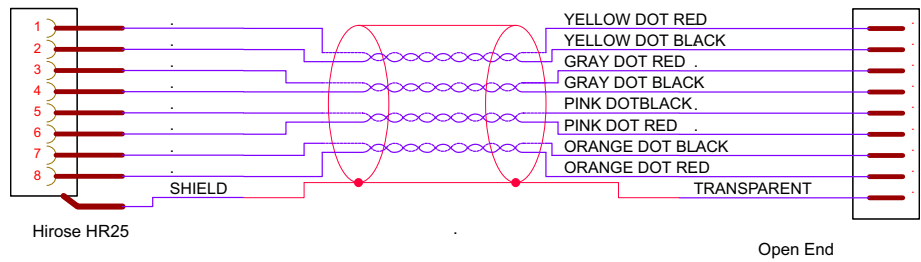 1 YELLOW DOT RED
2 YELLOW DOT BLACK
3 GRAY DOT RED
4 GRAY DOT BLACK
5 PINK DOTBLACK
6 PINK DOT RED
7 ORANGE DOT BLACK
8 ORANGE DOT RED
SHIELD TRANSPARENT
Hirose HR25
Open End